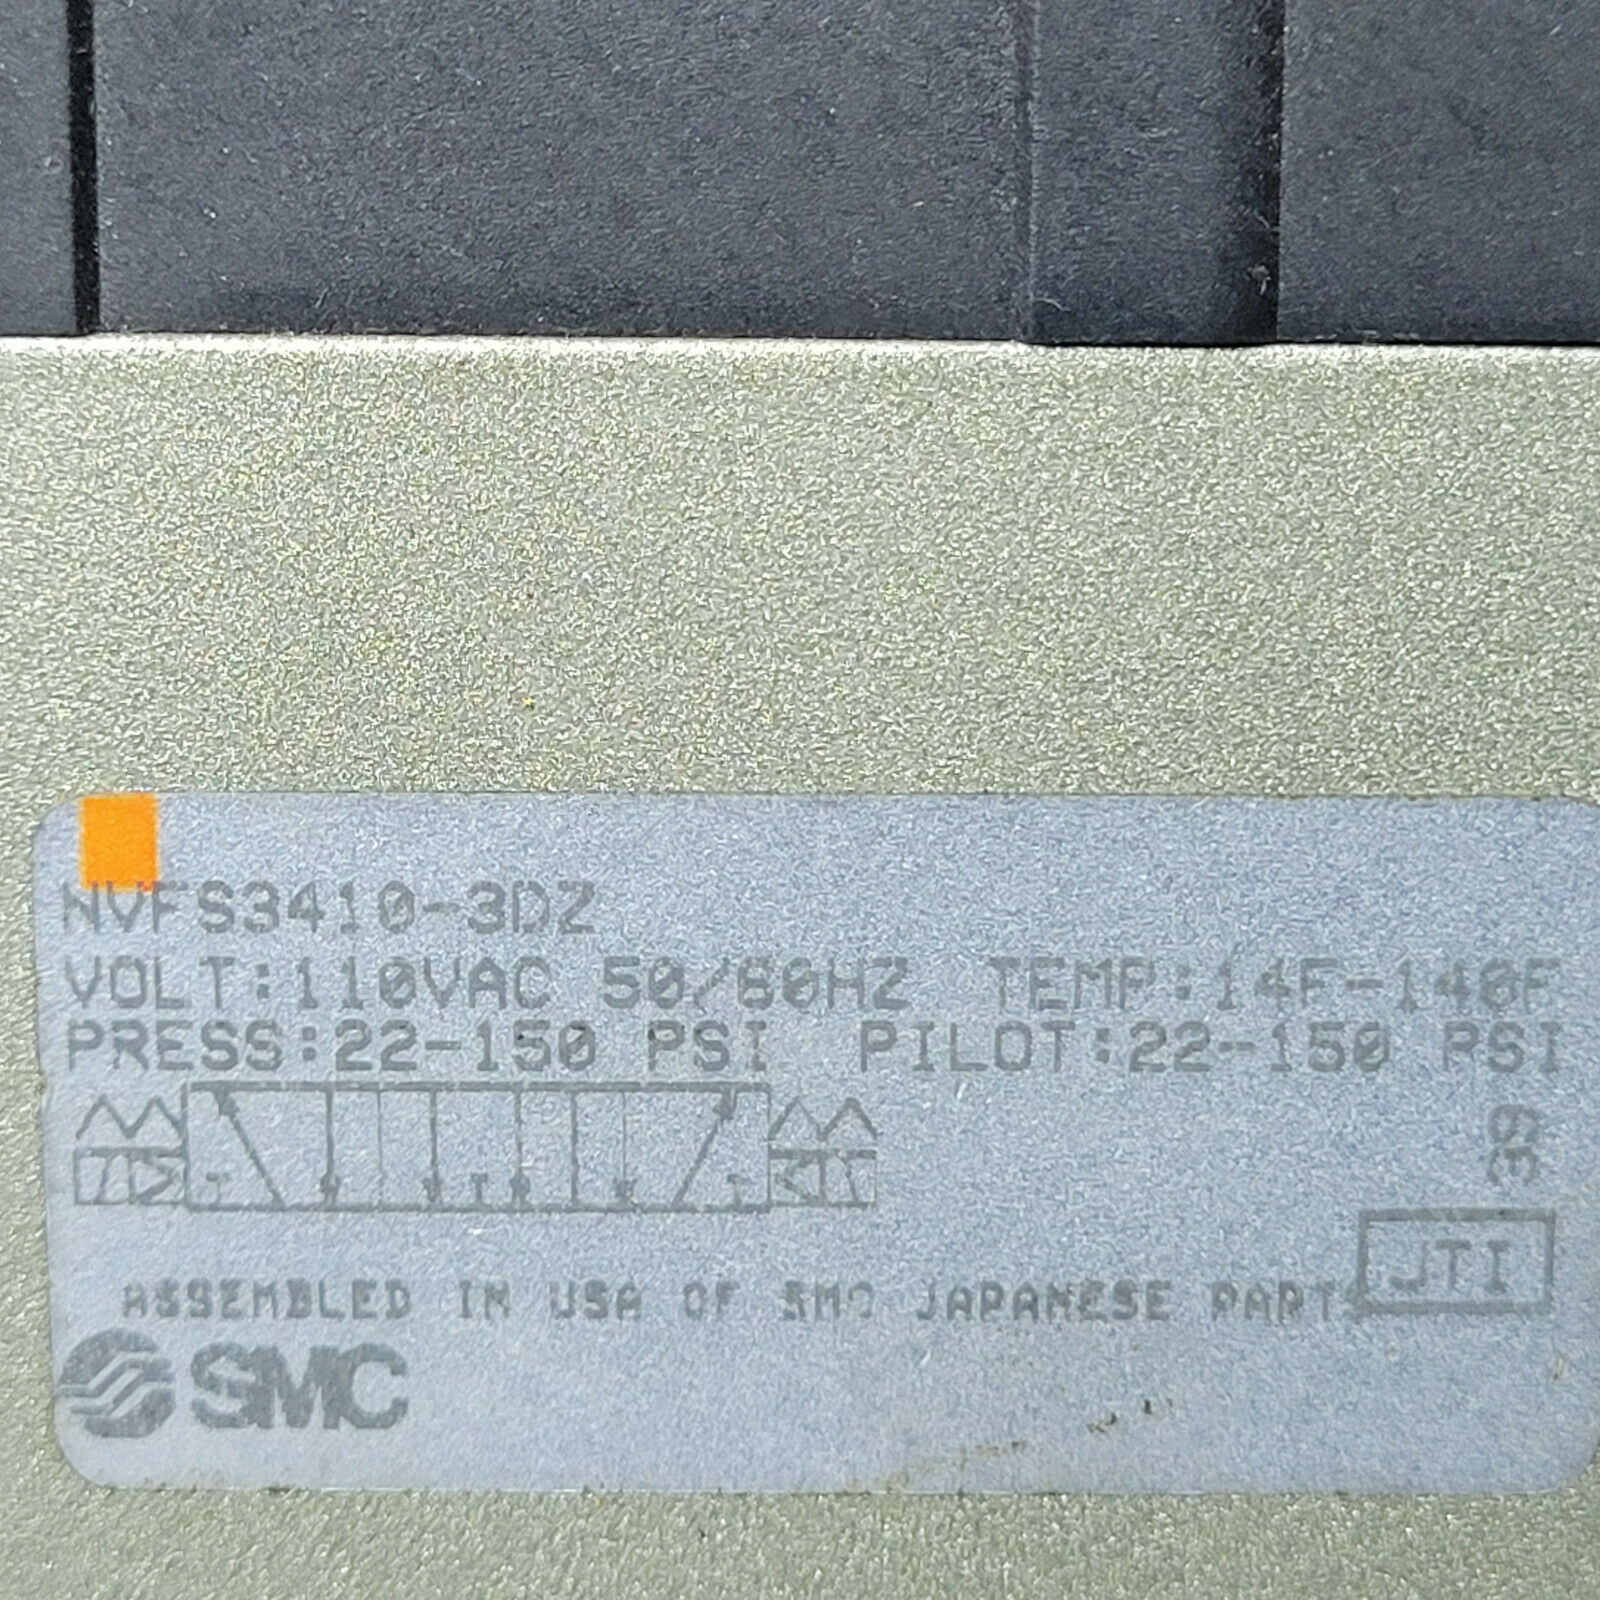 NVFS3410-3DZ
VOLT:110VAC 50/60HZ TEMP:14F-140F
PRESS:22-150 PSI PILOT:22-150 PSI
39
JTI
ASSEMBLED IN USA OF SMC JAPANESE PARTS
SMC